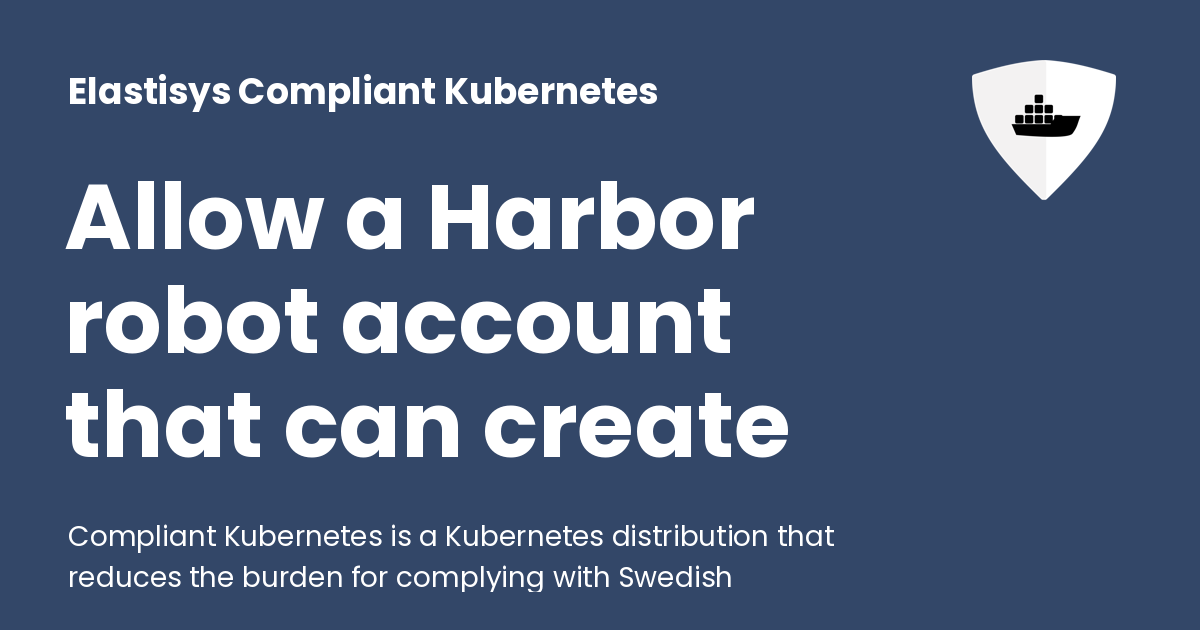 Elastisys Compliant Kubernetes
Allow a Harbor
robot account
that can create
Compliant Kubernetes is a Kubernetes distribution that
reduces the burden for complying with Swedish